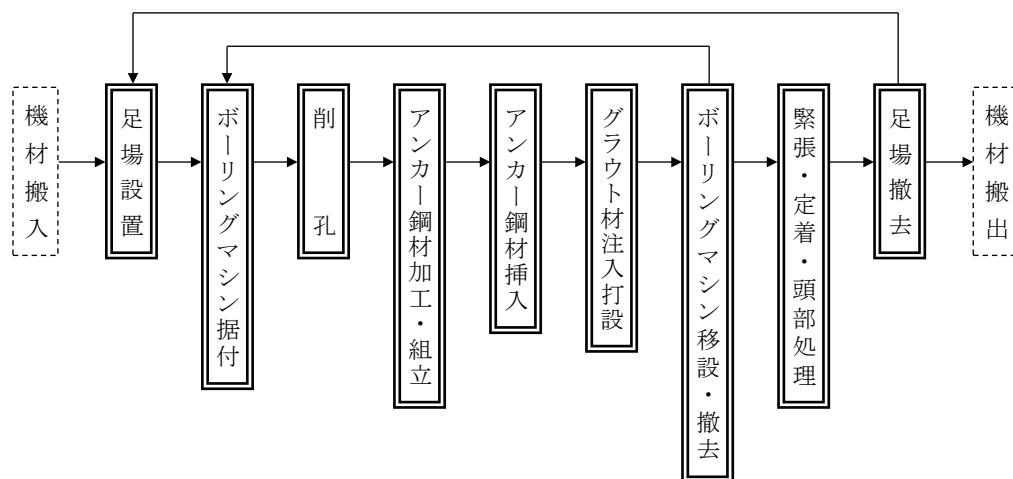 機材搬入
足場設置
ボーリングマシン据付
削孔
アンカー鋼材加工・組立
アンカー鋼材挿入
グラウト材注入打設
ボーリングマシン移設・撤去
緊張・定着・頭部処理
足場撤去
機材搬出